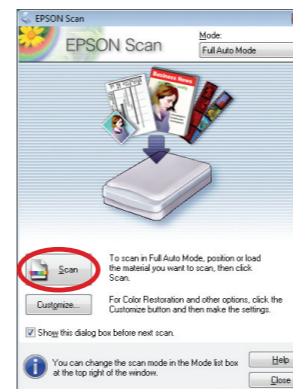 EPSON Scan
EPSON Scan
Mode:
Full Auto Mode
Business News
Scan
To scan in Full Auto Mode, position or load
the material you want to scan, then click
Scan.
Customize...
For Color Restoration and other options, click the
Customize button and then make the settings.
Show this dialog box before next scan.
You can change the scan mode in the Mode list box
at the top right of the window.
Help
Close